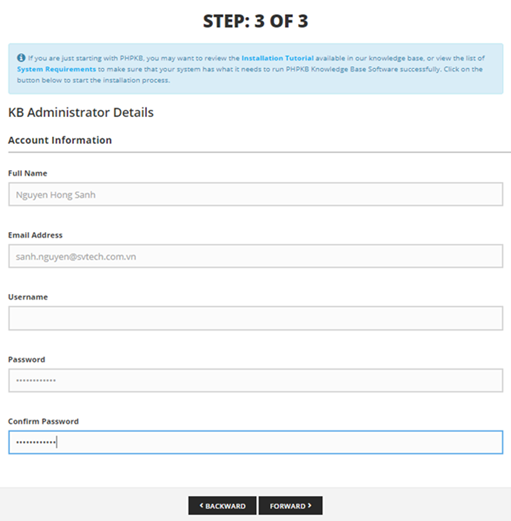 STEP: 3 OF 3
If you are just starting with PHPKB, you may want to review the Installation Tutorial available in our knowledge base, or view the list of
System Requirements to make sure that your system has what it needs to run PHPKB Knowledge Base Software successfully. Click on the
button below to start the installation process.
KB Administrator Details
Account Information
Full Name
Nguyen Hong Sanh
Email Address
sanh.nguyen@svtech.com.vn
Username
Password
••••••••••••
Confirm Password
••••••••••••
BACKWARD FORWARD